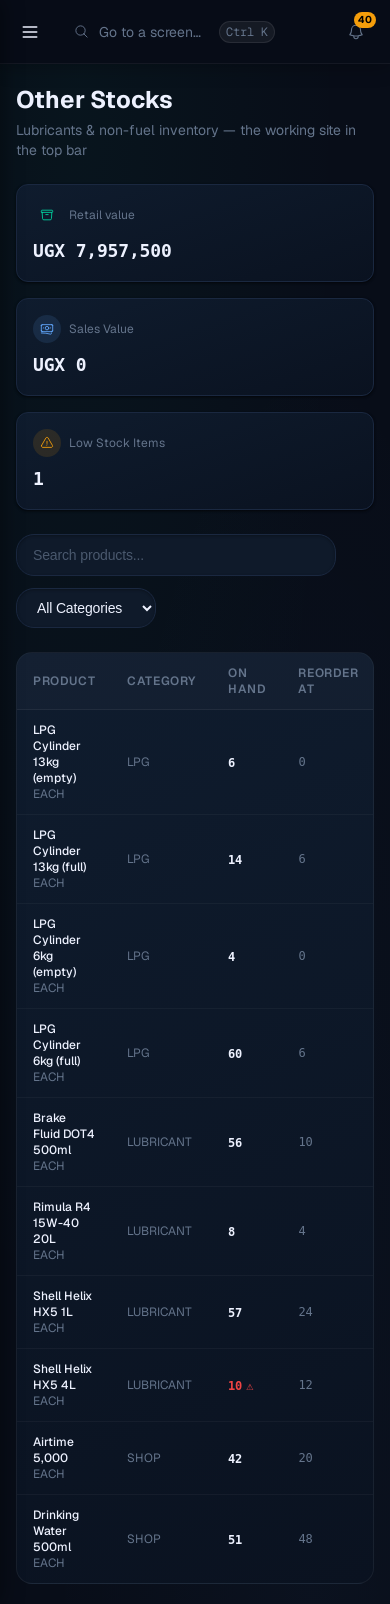 Go to a screen... Ctrl K
40
Other Stocks
Lubricants & non-fuel inventory — the working site in
the top bar
Retail value
UGX 7,957,500
Sales Value
UGX 0
Low Stock Items
1
Search products...
All Categories
PRODUCT CATEGORY ON HAND REORDER AT
LPG
Cylinder
13kg
(empty)
EACH
LPG 6 0
LPG
Cylinder
13kg (full)
EACH
LPG 14 6
LPG
Cylinder
6kg
(empty)
EACH
LPG 4 0
LPG
Cylinder
6kg (full)
EACH
LPG 60 6
Brake
Fluid DOT4
500ml
EACH
LUBRICANT 56 10
Rimula R4
15W-40
20L
EACH
LUBRICANT 8 4
Shell Helix
HX5 1L
EACH
LUBRICANT 57 24
Shell Helix
HX5 4L
EACH
LUBRICANT 10 ⚠ 12
Airtime
5,000
EACH
SHOP 42 20
Drinking
Water
500ml
EACH
SHOP 51 48